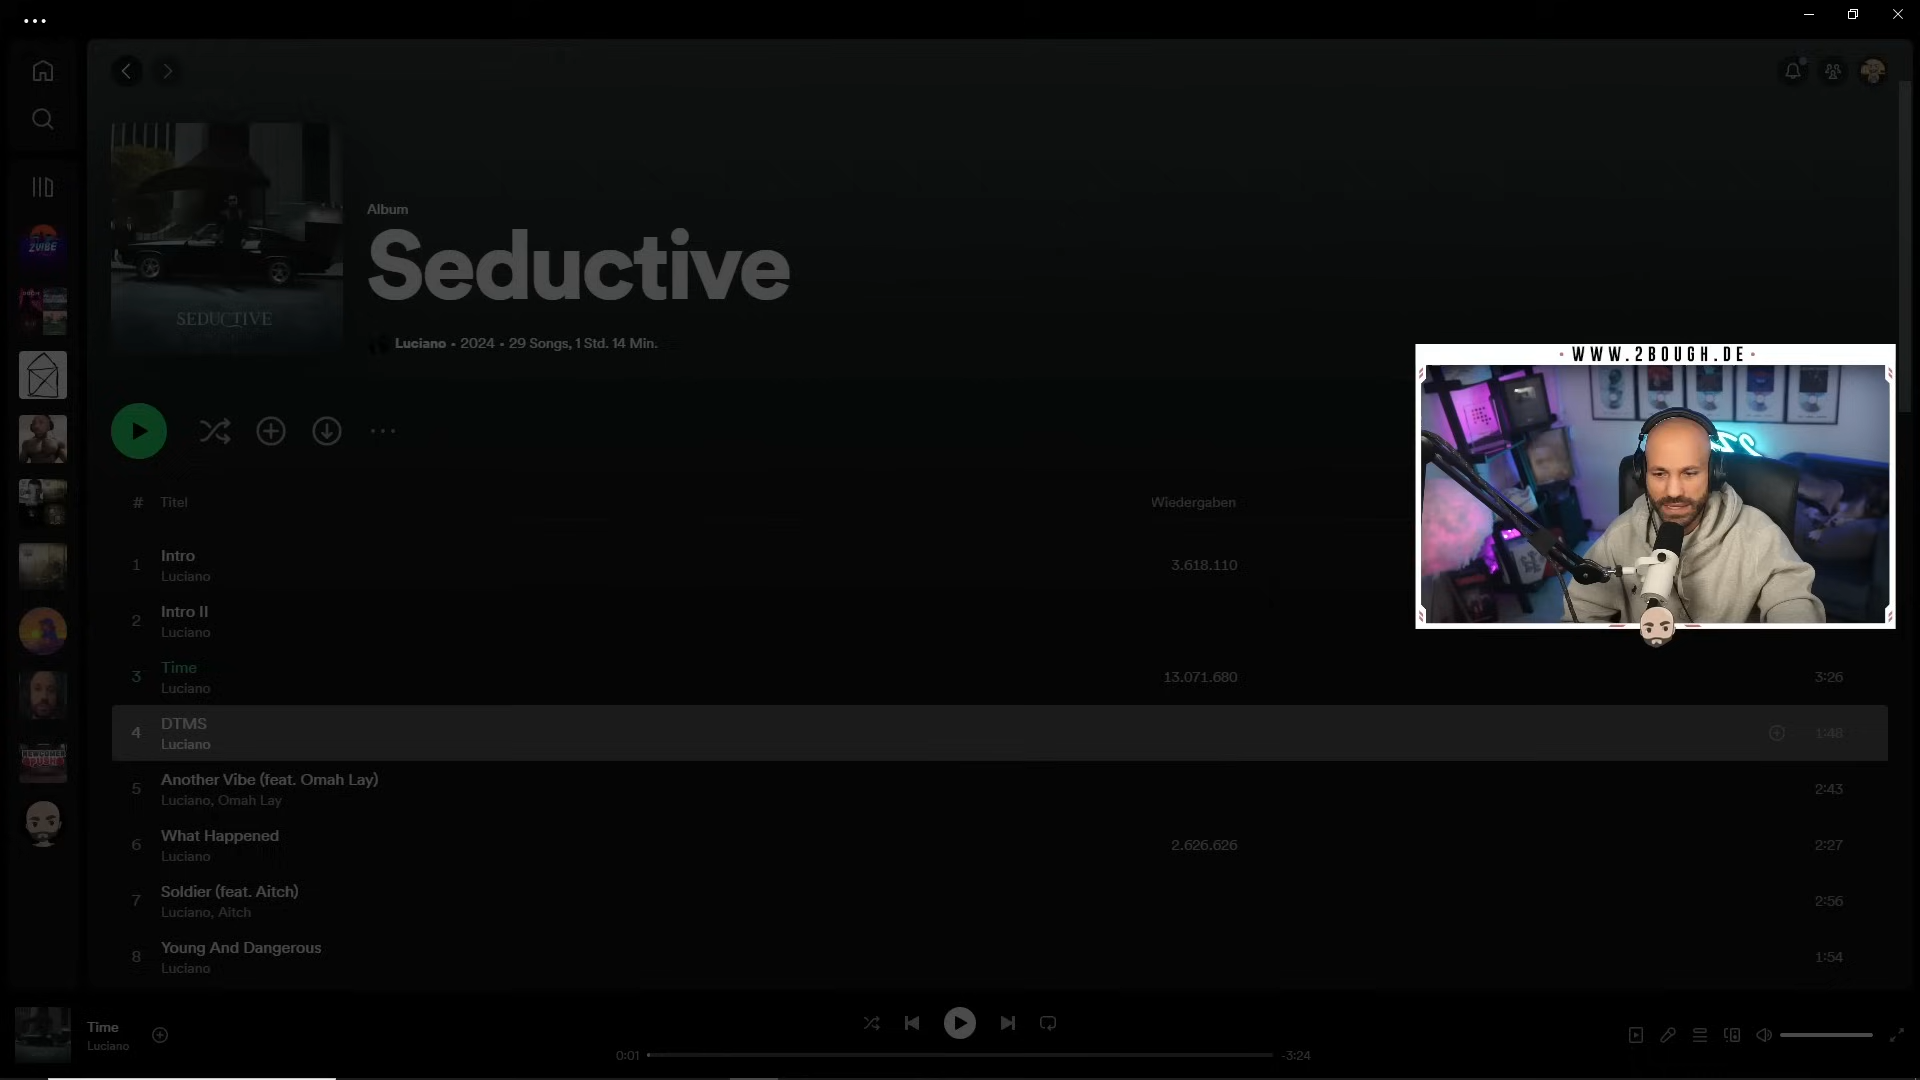 Album
Seductive
SEDUCTIVE
Luciano • 2024 • 29 Songs, 1 Std. 14 Min.
WWW.2BOUGH.DE
# Titel Wiedergaben
1 Intro 3.618.110
Luciano
2 Intro II
Luciano
3 Time 13.071.680 3:26
Luciano
4 DTMS 1:48
Luciano
5 Another Vibe (feat. Omah Lay) 2:43
Luciano, Omah Lay
6 What Happened 2.626.626 2:27
Luciano
7 Soldier (feat. Aitch) 2:56
Luciano, Aitch
8 Young And Dangerous 1:54
Luciano
ZVIBE
NEWCOMER
PUSH
Time
Luciano
0:01 -3:24